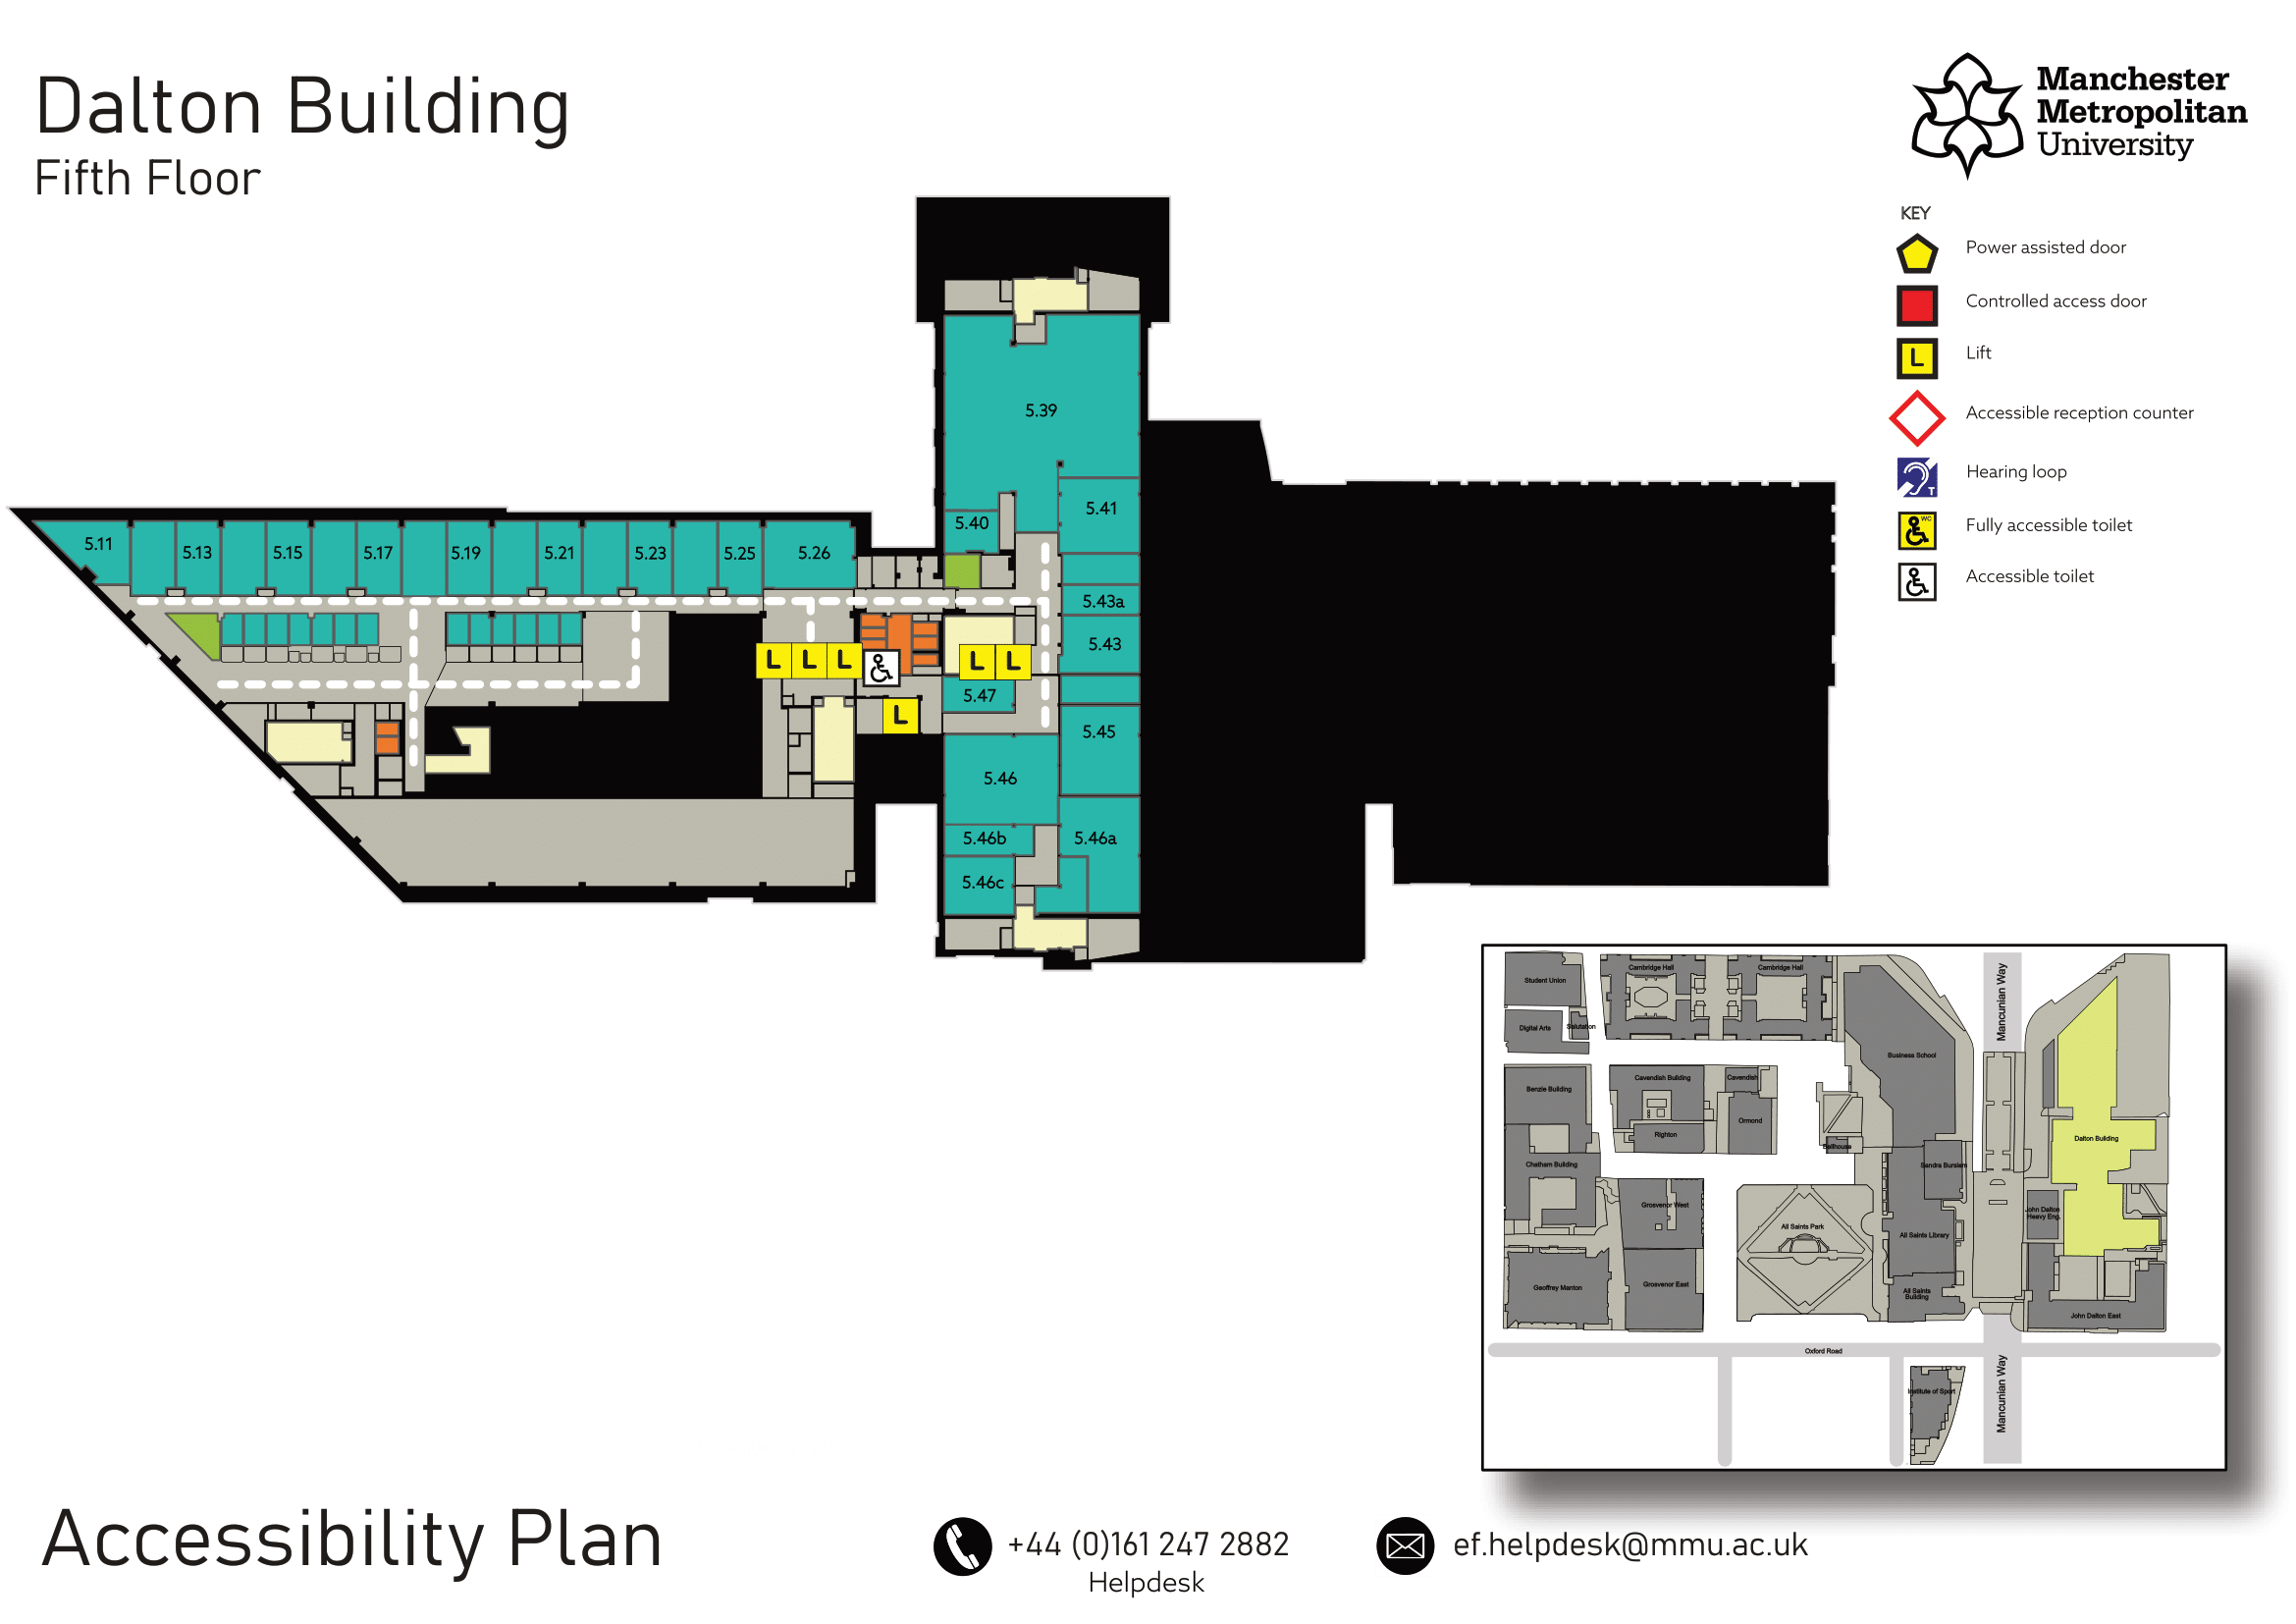 Dalton Building
Fifth Floor
Manchester
Metropolitan
University
KEY
Power assisted door
Controlled access door
L
Lift
Accessible reception counter
T
Hearing loop
WC
Fully accessible toilet
Accessible toilet
5.39
5.40
5.41
5.11
5.13
5.15
5.17
5.19
5.21
5.23
5.25
5.26
5.43a
5.43
L
L
L
L
L
5.47
L
5.45
5.46
5.46b
5.46a
5.46c
Student Union
Cambridge Hall
Cambridge Hall
Mancunian Way
Digital Arts
Salutation
Business School
Benzie Building
Cavendish Building
Cavendish
Ormond
Righton
Bellhouse
Dalton Building
Chatham Building
Sandra Burslem
Grosvenor West
John Dalton
Heavy Eng.
All Saints Park
All Saints Library
Geoffrey Manton
Grosvenor East
All Saints
Building
John Dalton East
Oxford Road
Institute of Sport
Mancunian Way
Accessibility Plan
+44 (0)161 247 2882
Helpdesk
ef.helpdesk@mmu.ac.uk